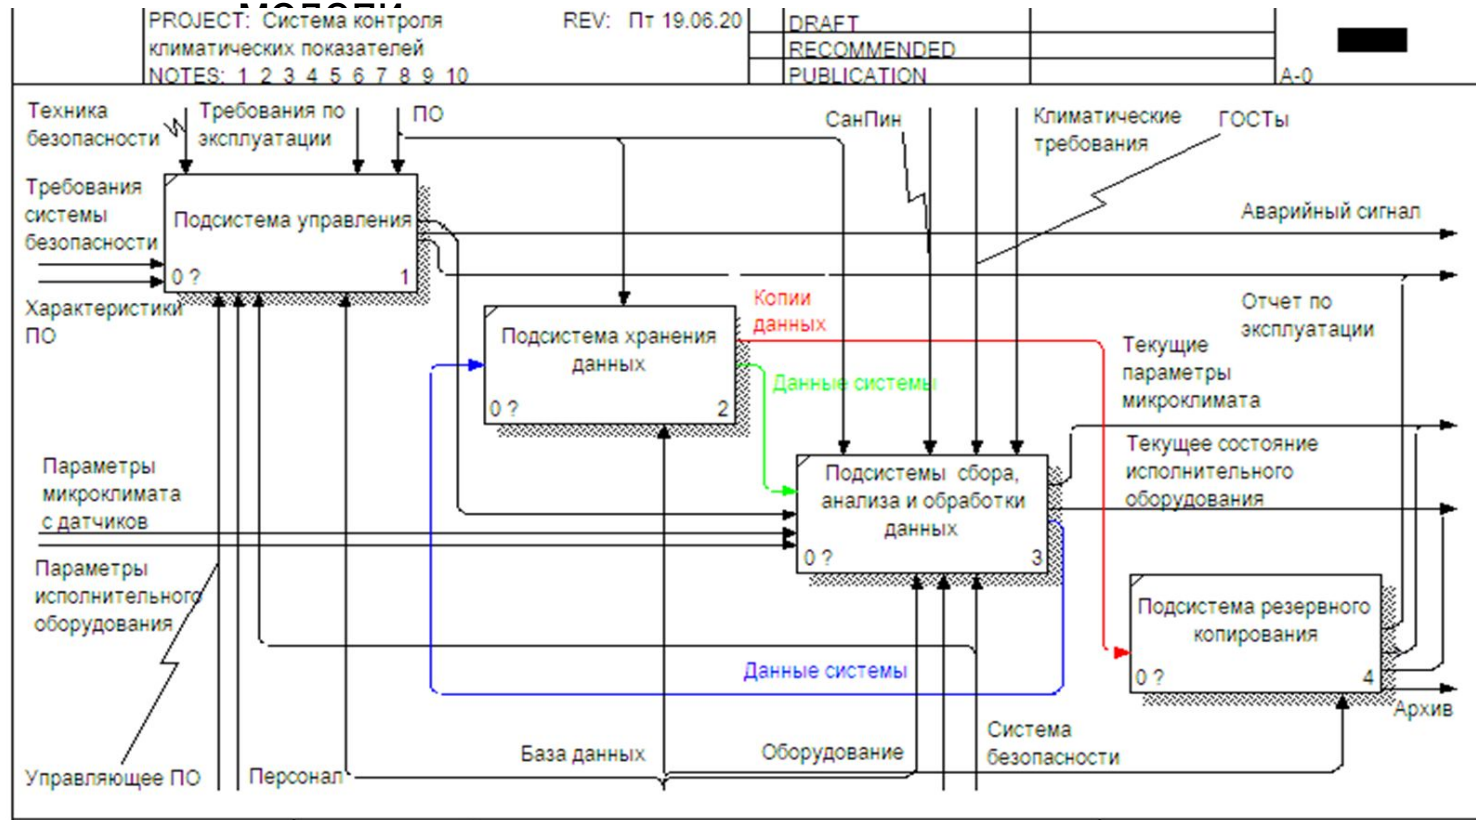 модели
PROJECT: Система контроля
климатических показателей
NOTES: 1 2 3 4 5 6 7 8 9 10
REV: Пт 19.06.20
DRAFT
RECOMMENDED
PUBLICATION
A-0
Техника
безопасности
Требования по
эксплуатации
ПО
СанПин
Климатические
требования
ГОСТы
Требования
системы
безопасности
Подсистема управления
0 ?
1
Аварийный сигнал
Характеристики
ПО
Копии
данных
Отчет по
эксплуатации
Подсистема хранения
данных
0 ?
2
Данные системы
Текущие
параметры
микроклимата
Параметры
микроклимата
с датчиков
Подсистемы сбора,
анализа и обработки
данных
0 ?
3
Текущее состояние
исполнительного
оборудования
Параметры
исполнительного
оборудования
Подсистема резервного
копирования
0 ?
4
Данные системы
Архив
Управляющее ПО
Персонал
База данных
Оборудование
Система
безопасности